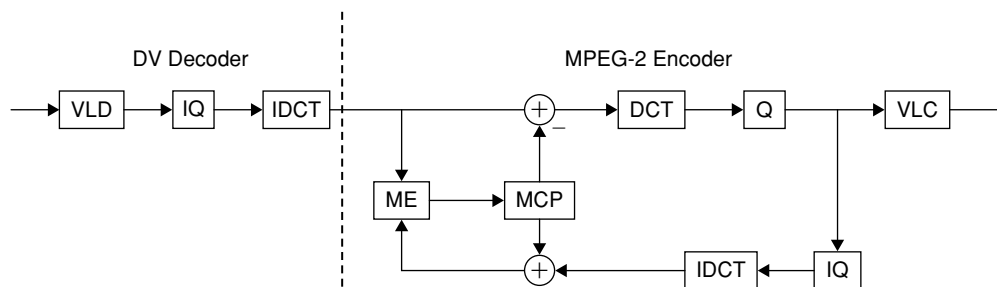 DV Decoder
MPEG-2 Encoder
VLD
IQ
IDCT
+
−
DCT
Q
VLC
ME
MCP
+
IDCT
IQ